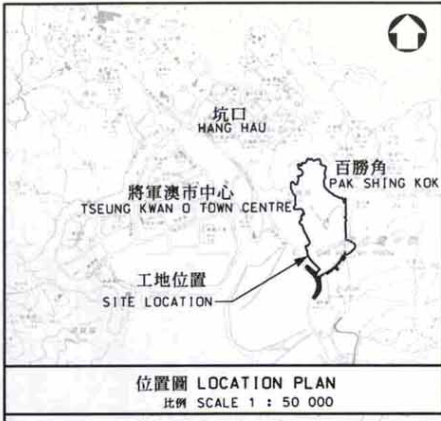 坑口
HANG HAU
百勝角
PAK SHING KOK
將軍澳市中心
TSEUNG KWAN O TOWN CENTRE
工地位置
SITE LOCATION
位置圖 LOCATION PLAN
比例 SCALE 1 : 50 000